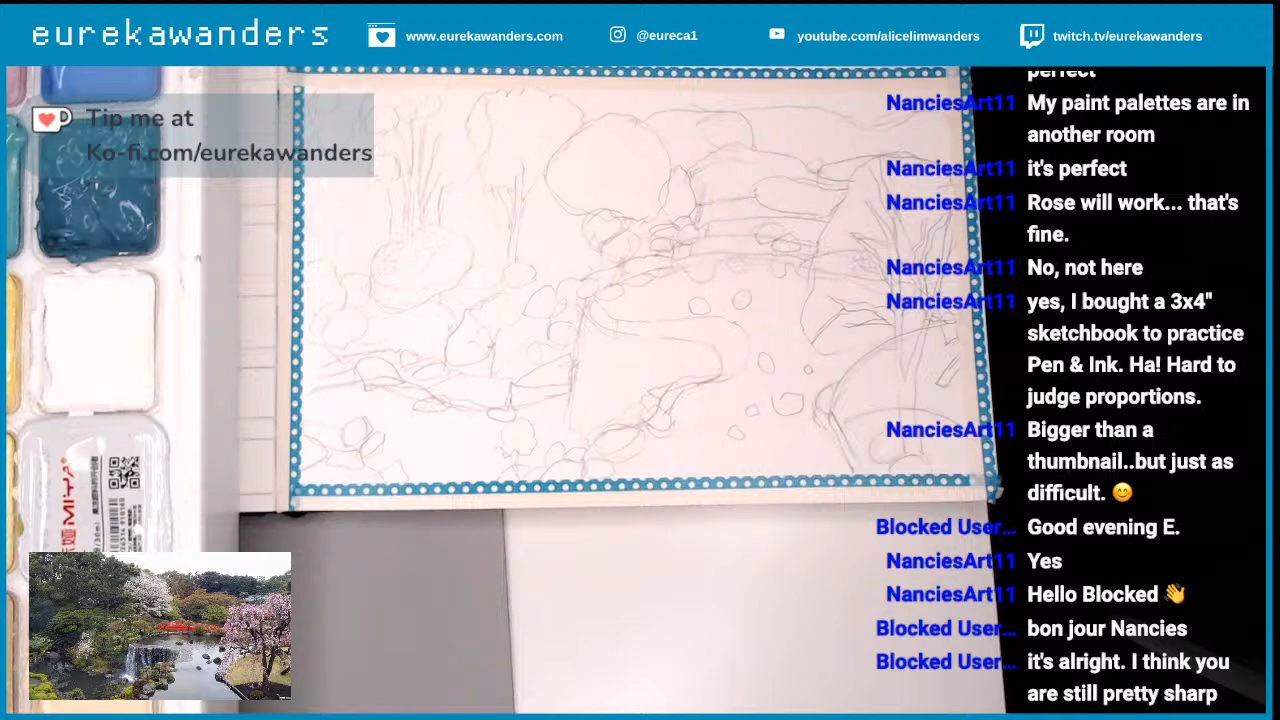 eurekawanders
www.eurekawanders.com
@eureca1
youtube.com/alicelimwanders
twitch.tv/eurekawanders
Tip me at
Ko-fi.com/eurekawanders
MIYA
perfect
NanciesArt11 My paint palettes are in
another room
NanciesArt11 it's perfect
NanciesArt11 Rose will work... that's
fine.
NanciesArt11 No, not here
NanciesArt11 yes, I bought a 3x4"
sketchbook to practice
Pen & Ink. Ha! Hard to
judge proportions.
NanciesArt11 Bigger than a
thumbnail..but just as
difficult. 😊
Blocked User... Good evening E.
NanciesArt11 Yes
NanciesArt11 Hello Blocked 👋
Blocked User... bon jour Nancies
Blocked User... it's alright. I think you
are still pretty sharp